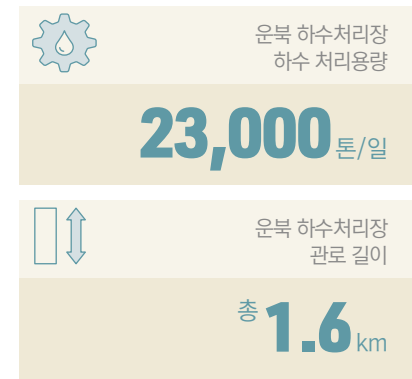 운북 하수처리장
하수 처리용량
23,000톤/일
운북 하수처리장
관로 길이
총 1.6km